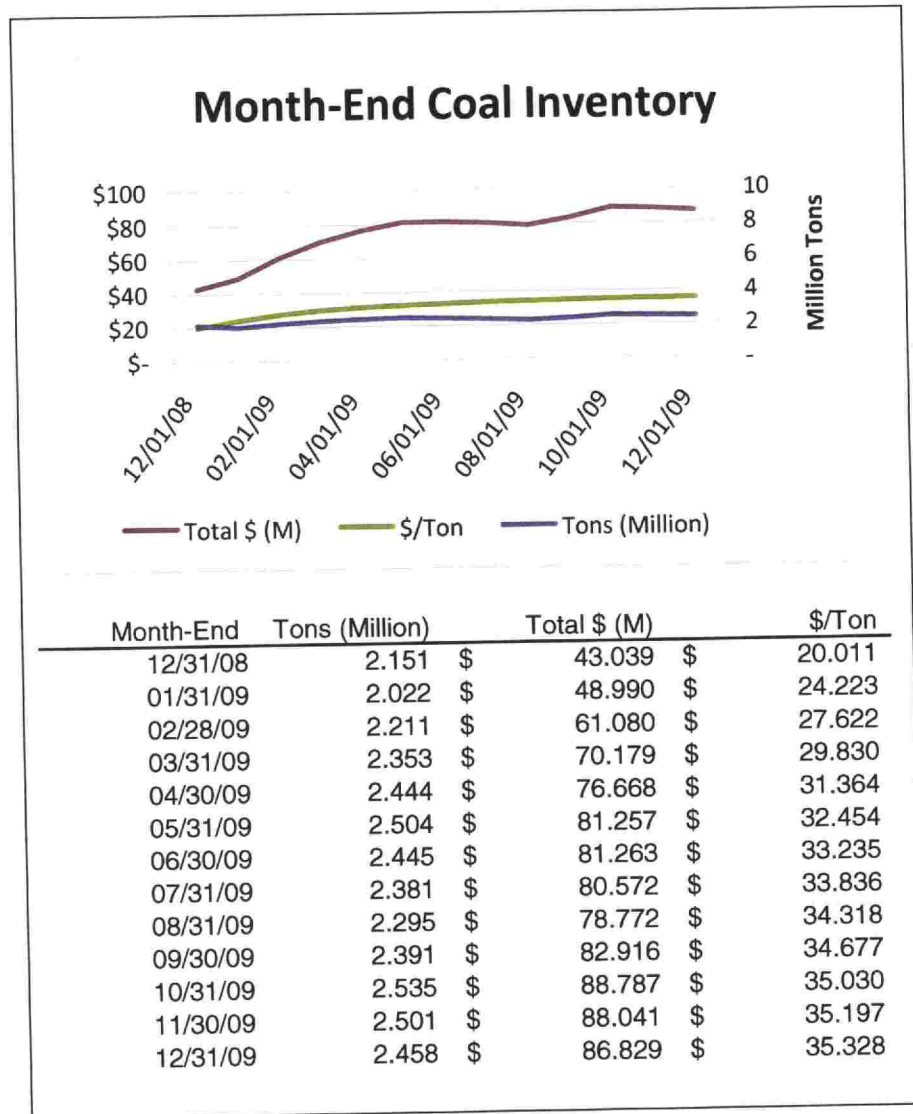 Month-End Coal Inventory
$100
$80
$60
$40
$20
$-
10
8
6
4
2
-
Million Tons
12/01/08
02/01/09
04/01/09
06/01/09
08/01/09
10/01/09
12/01/09
Total $ (M) $/Ton Tons (Million)
Month-End Tons (Million) Total $ (M) $/Ton
12/31/08 2.151 $ 43.039 $ 20.011
01/31/09 2.022 $ 48.990 $ 24.223
02/28/09 2.211 $ 61.080 $ 27.622
03/31/09 2.353 $ 70.179 $ 29.830
04/30/09 2.444 $ 76.668 $ 31.364
05/31/09 2.504 $ 81.257 $ 32.454
06/30/09 2.445 $ 81.263 $ 33.235
07/31/09 2.381 $ 80.572 $ 33.836
08/31/09 2.295 $ 78.772 $ 34.318
09/30/09 2.391 $ 82.916 $ 34.677
10/31/09 2.535 $ 88.787 $ 35.030
11/30/09 2.501 $ 88.041 $ 35.197
12/31/09 2.458 $ 86.829 $ 35.328